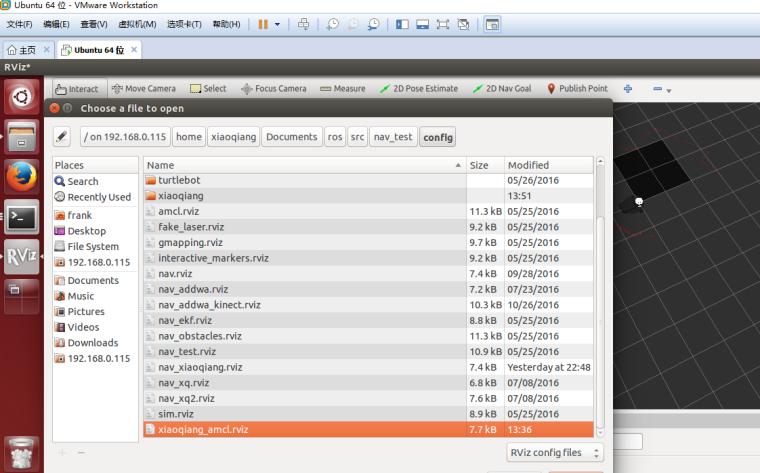 Ubuntu 64 位 - VMware Workstation
文件(F) 编辑(E) 查看(V) 虚拟机(M) 选项卡(T) 帮助(H)
主页 Ubuntu 64 位
RViz*
Interact Move Camera Select Focus Camera Measure 2D Pose Estimate 2D Nav Goal Publish Point
Choose a file to open
/ on 192.168.0.115 home xiaoqiang Documents ros src nav_test config
Places
Search
Recently Used
frank
Desktop
File System
192.168.0.115
Documents
Music
Pictures
Videos
Downloads
192.168.0.115
Name Size Modified
turtlebot 05/26/2016
xiaoqiang 13:51
amcl.rviz 11.3 kB 05/25/2016
fake_laser.rviz 9.2 kB 05/25/2016
gmapping.rviz 9.7 kB 05/25/2016
interactive_markers.rviz 9.2 kB 05/25/2016
nav.rviz 7.4 kB 09/28/2016
nav_addwa.rviz 7.2 kB 07/23/2016
nav_addwa_kinect.rviz 10.3 kB 10/26/2016
nav_ekf.rviz 8.8 kB 05/25/2016
nav_obstacles.rviz 11.3 kB 05/25/2016
nav_test.rviz 10.9 kB 05/25/2016
nav_xiaoqiang.rviz 7.4 kB Yesterday at 22:48
nav_xq.rviz 6.8 kB 07/08/2016
nav_xq2.rviz 7.6 kB 07/08/2016
sim.rviz 8.9 kB 05/25/2016
xiaoqiang_amcl.rviz 7.7 kB 13:36
RViz config files
RViz